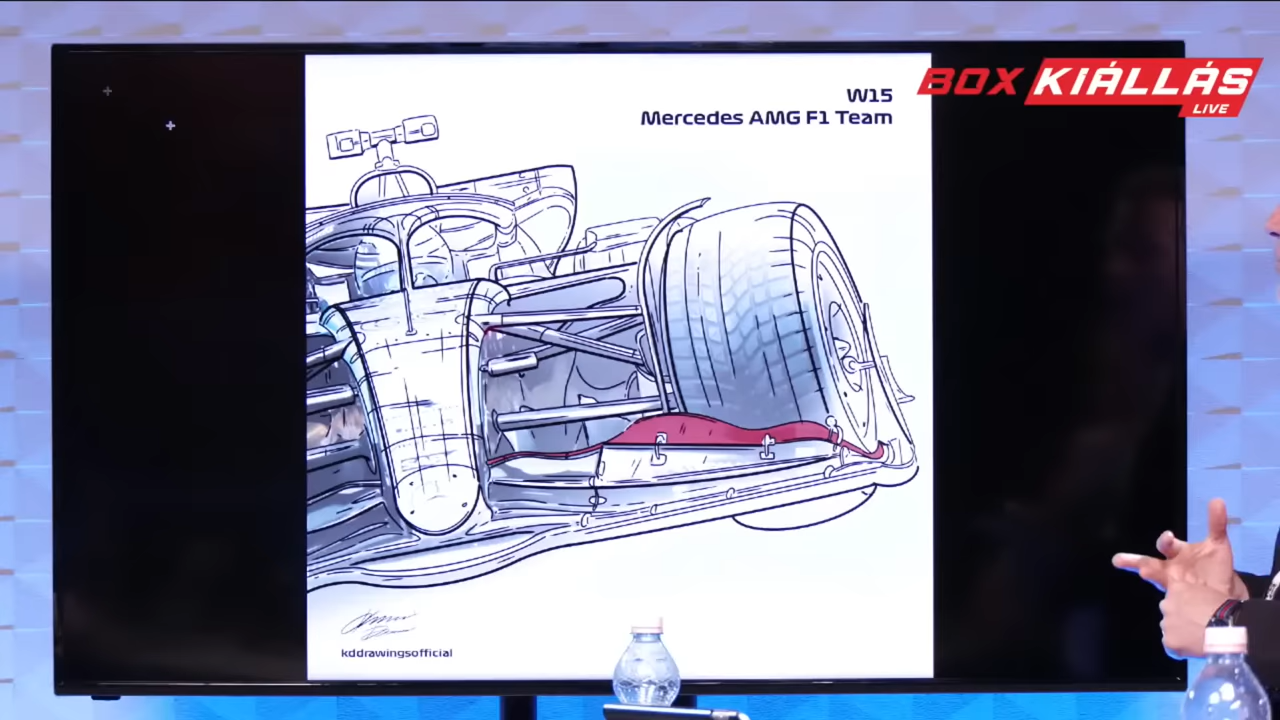 BOX KIÁLLÁS
LIVE
W15
Mercedes AMG F1 Team
kddrawingsofficial